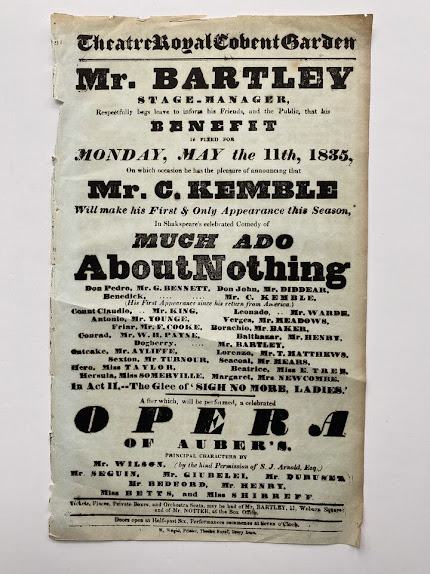 Theatre Royal Covent Garden
Mr. BARTLEY
STAGE-MANAGER,
Respectfully begs leave to inform his Friends, and the Public, that his
BENEFIT
IS FIXED FOR
MONDAY, MAY the 11th, 1835,
On which occasion he has the pleasure of announcing that
Mr. C. KEMBLE
Will make his First & Only Appearance this Season,
In Shakspeare's celebrated Comedy of
MUCH ADO
About Nothing
Don Pedro, Mr. G. BENNETT, Don John, Mr. DIDDEAR,
Benedick, .. Mr. C. KEMBLE,
(His First Appearance since his return from America.)
Count Claudio, .. Mr. KING, Leonado, .. Mr. WARDE,
Antonio, Mr. YOUNGE, Verges, Mr. MEADOWS,
Friar, Mr. F. COOKE, Borachio, Mr. BAKER,
Conrad, Mr. W. H. PAYNE, Balthazar, Mr. HENRY,
Dogberry, .. Mr. BARTLEY,
Oatcake, Mr. AYLIFFE, Lorenzo, Mr. T. MATTHEWS,
Sexton, Mr. TURNOUR, Seacoal, Mr. MEARS,
Hero, Miss TAYLOR, Beatrice, Miss E. TREE,
Hersula, Miss SOMERVILLE, Margaret, Mrs NEWCOMBE.
In Act II,--The Glee of 'SIGH NO MORE, LADIES,'
After which, will be performed, a celebrated
OPERA
OF AUBER'S.
PRINCIPAL CHARACTERS BY
Mr. WILSON, (by the kind Permission of S. J. Arnold, Esq.)
Mr. SEGUIN, Mr. GIUBELEI, Mr. DURUSET,
Mr. BEDFORD, Mr. HENRY,
Miss BETTS, and Miss SHIRREFF.
Tickets, Places, Private Boxes, and Orchestra Seats, may be had of Mr. BARTLEY, 11, Woburn Square:
and of Mr. NOTTER, at the Box Office.
Doors open at Half-past Six, Performances commence at Seven o'Clock.
Printer, Theatre Royal,